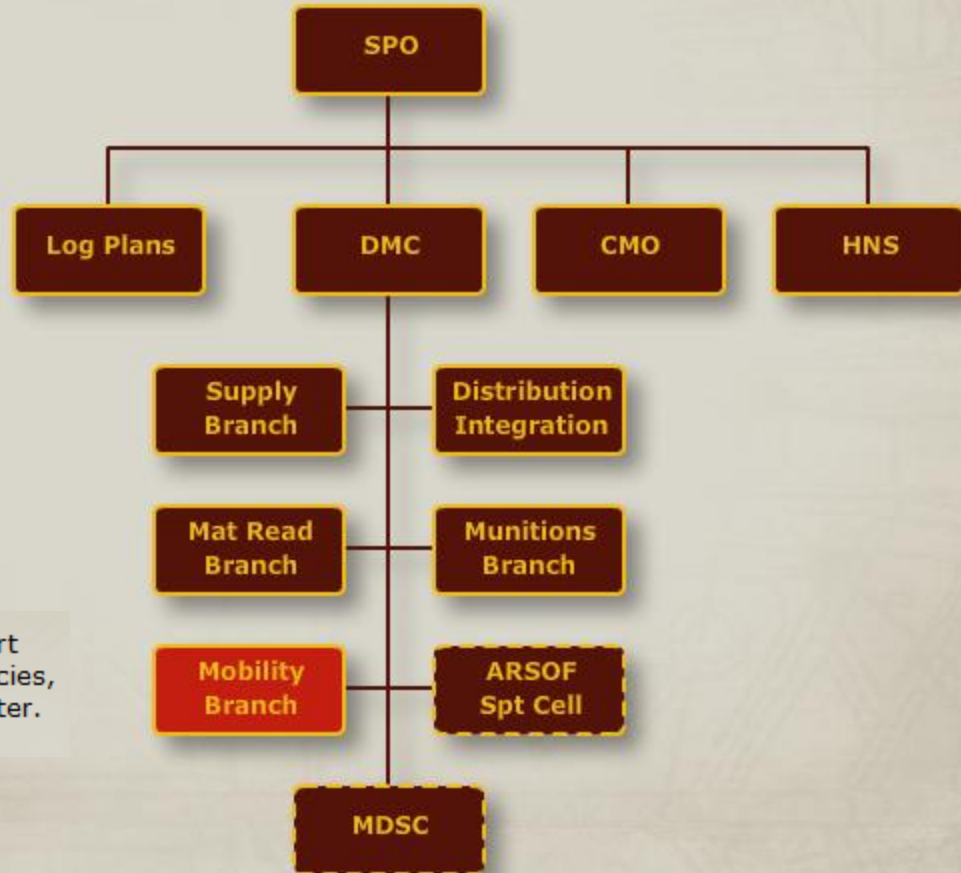 SPO
Log Plans
DMC
CMO
HNS
Supply
Branch
Distribution
Integration
Mat Read
Branch
Munitions
Branch
Mobility
Branch
ARSOF
Spt Cell
MDSC